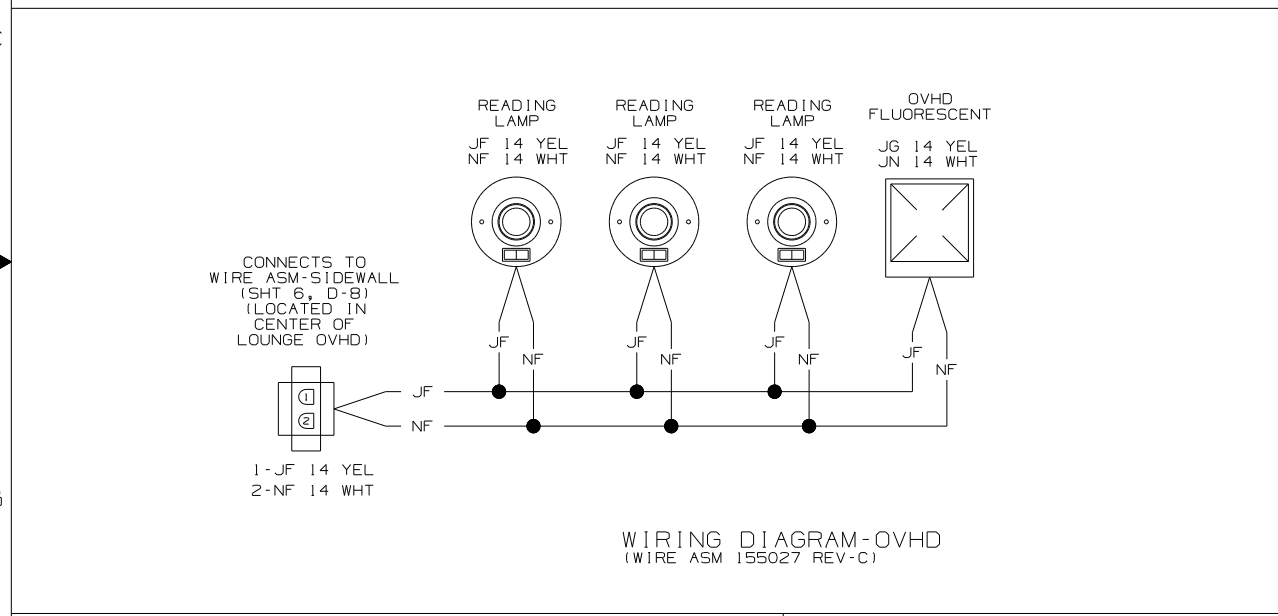 READING
LAMP
JF 14 YEL
NF 14 WHT
READING
LAMP
JF 14 YEL
NF 14 WHT
READING
LAMP
JF 14 YEL
NF 14 WHT
OVHD
FLUORESCENT
JG 14 YEL
JN 14 WHT
CONNECTS TO
WIRE ASM-SIDEWALL
(SHT 6, D-8)
(LOCATED IN
CENTER OF
LOUNGE OVHD)
JF
NF
JF
NF
JF
NF
JF
NF
1
2
JF
NF
1-JF 14 YEL
2-NF 14 WHT
WIRING DIAGRAM-OVHD
(WIRE ASM 155027 REV-C)